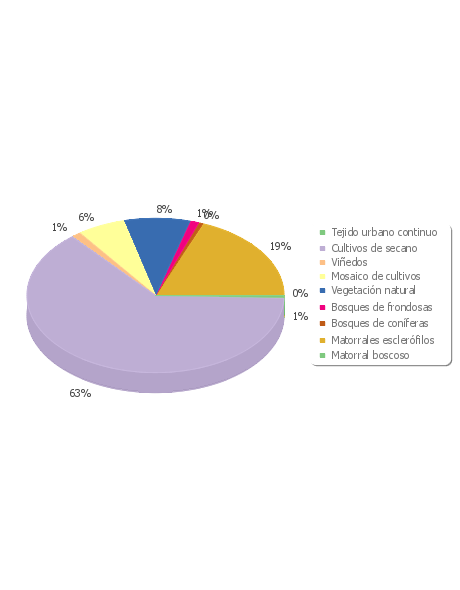 8%
1%
0%
6%
1%
19%
0%
1%
63%
Tejido urbano continuo
Cultivos de secano
Viñedos
Mosaico de cultivos
Vegetación natural
Bosques de frondosas
Bosques de coníferas
Matorrales esclerófilos
Matorral boscoso